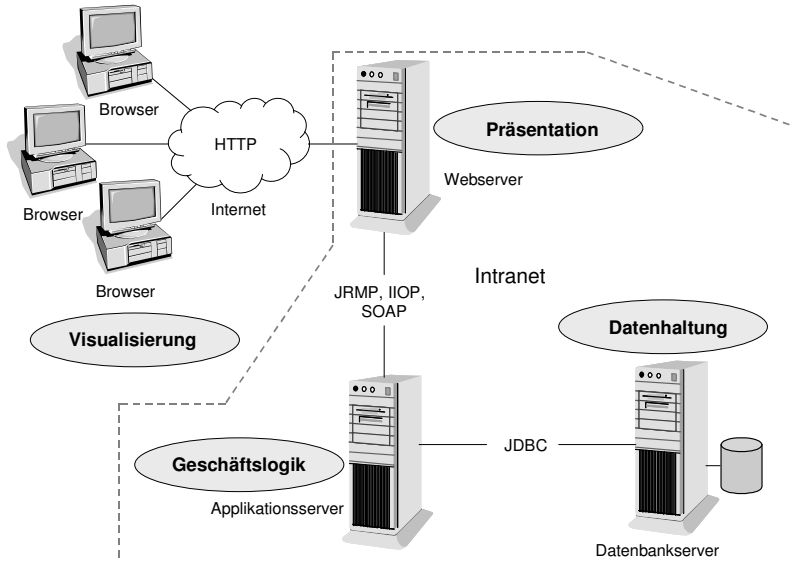 Browser
HTTP
Präsentation
Webserver
Browser
Internet
Browser
Intranet
JRMP, IIOP,
SOAP
Visualisierung
Datenhaltung
JDBC
Geschäftslogik
Applikationsserver
Datenbankserver